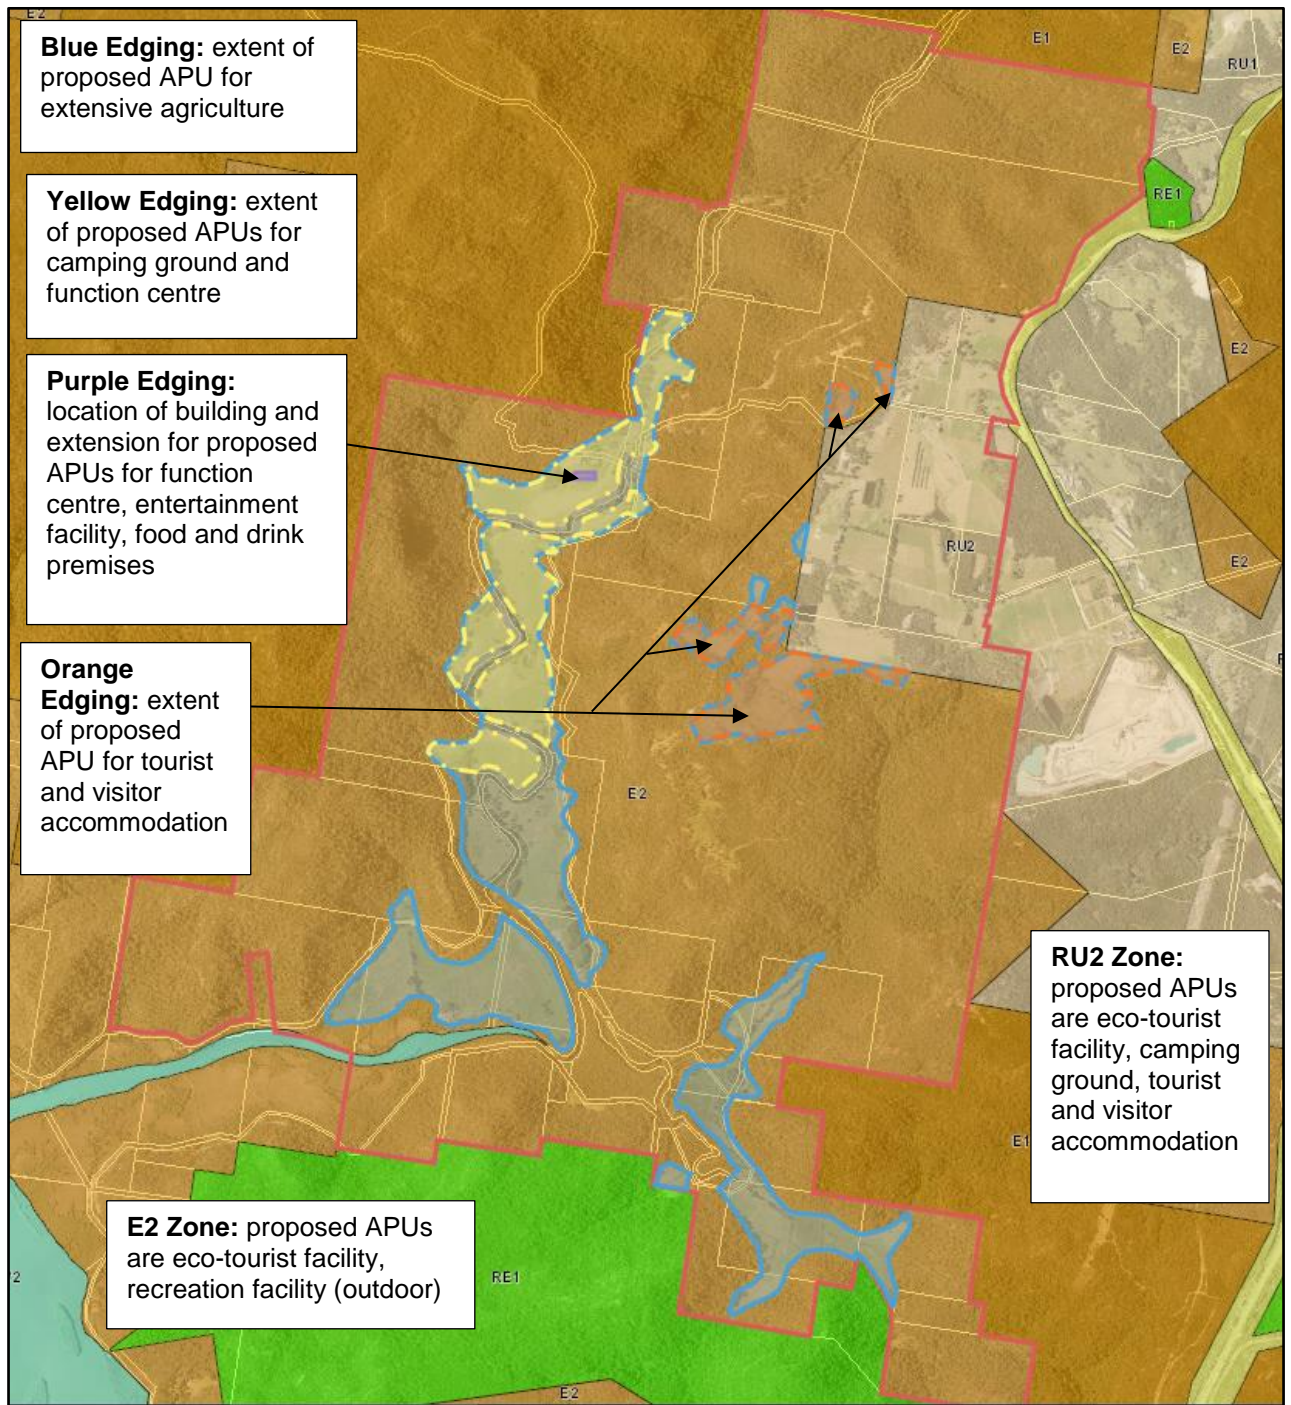 E2
Blue Edging: extent of
proposed APU for
extensive agriculture
E1
E2
RU1
Yellow Edging: extent
of proposed APUs for
camping ground and
function centre
RE1
E2
Purple Edging:
location of building and
extension for proposed
APUs for function
centre, entertainment
facility, food and drink
premises
RU2
E2
Orange
Edging: extent
of proposed
APU for tourist
and visitor
accommodation
E2
RU2 Zone:
proposed APUs
are eco-tourist
facility, camping
ground, tourist
and visitor
accommodation
E1
E2 Zone: proposed APUs
are eco-tourist facility,
recreation facility (outdoor)
RE1
E2